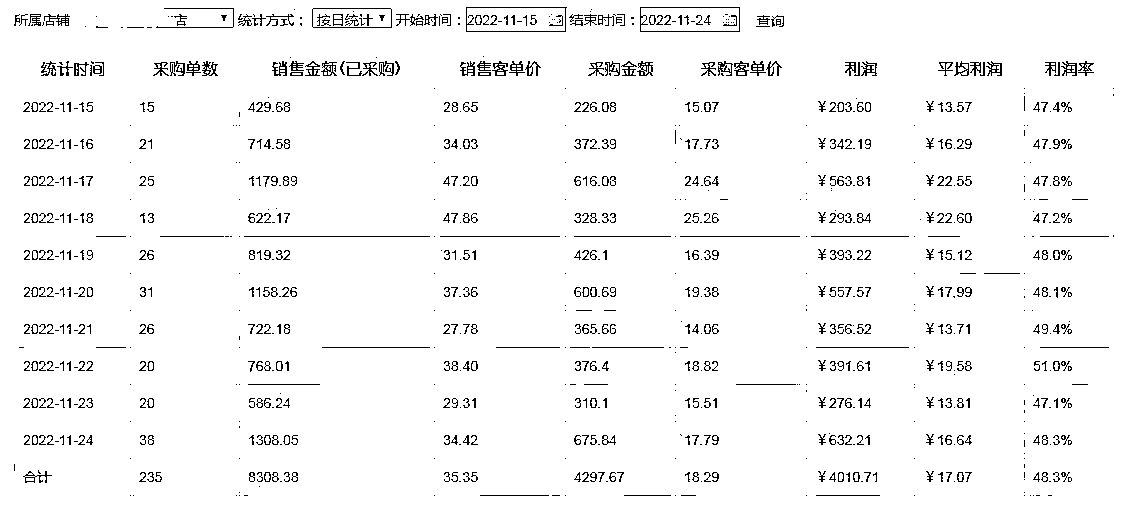 所属店铺 店 统计方式： 按日统计 开始时间：2022-11-15 结束时间：2022-11-24 查询
统计时间 采购单数 销售金额(已采购) 销售客单价 采购金额 采购客单价 利润 平均利润 利润率
2022-11-15 15 429.68 28.65 226.08 15.07 ¥203.60 ¥13.57 47.4%
2022-11-16 21 714.58 34.03 372.39 17.73 ¥342.19 ¥16.29 47.9%
2022-11-17 25 1179.89 47.20 616.08 24.64 ¥563.81 ¥22.55 47.8%
2022-11-18 13 622.17 47.86 328.33 25.26 ¥293.84 ¥22.60 47.2%
2022-11-19 26 819.32 31.51 426.1 16.39 ¥393.22 ¥15.12 48.0%
2022-11-20 31 1158.26 37.36 600.69 19.38 ¥557.57 ¥17.99 48.1%
2022-11-21 26 722.18 27.78 365.66 14.06 ¥356.52 ¥13.71 49.4%
2022-11-22 20 768.01 38.40 376.4 18.82 ¥391.61 ¥19.58 51.0%
2022-11-23 20 586.24 29.31 310.1 15.51 ¥276.14 ¥13.81 47.1%
2022-11-24 38 1308.05 34.42 675.84 17.79 ¥632.21 ¥16.64 48.3%
合计 235 8308.38 35.35 4297.67 18.29 ¥4010.71 ¥17.07 48.3%